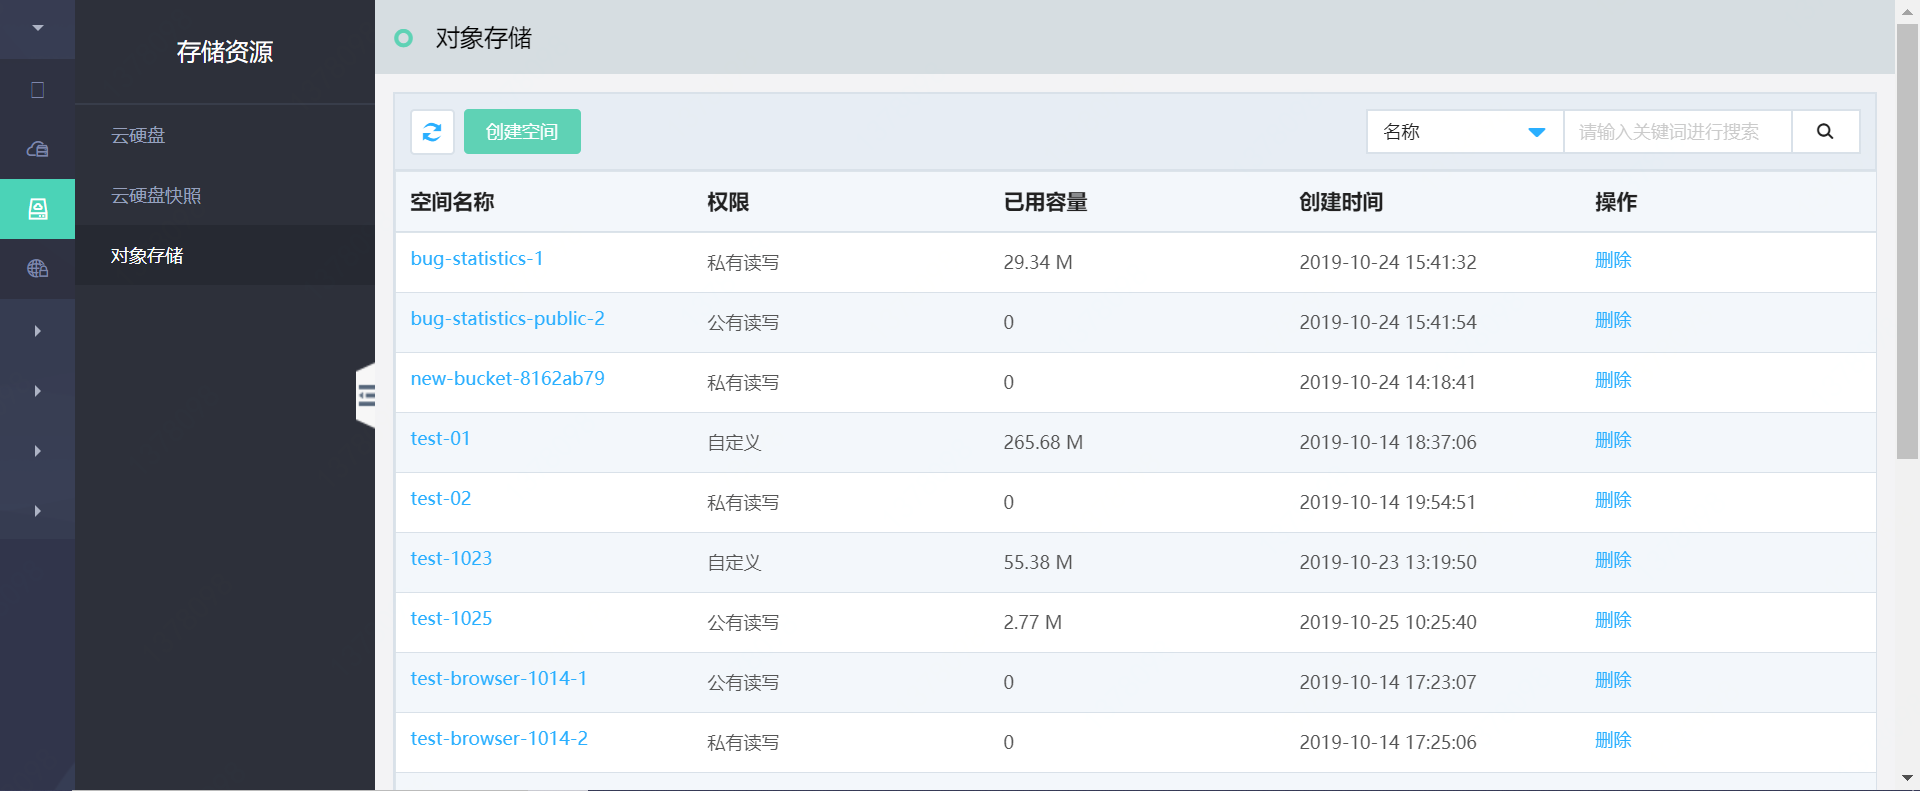 存储资源
云硬盘
云硬盘快照
对象存储
对象存储
创建空间
名称
请输入关键词进行搜索
空间名称 权限 已用容量 创建时间 操作
bug-statistics-1 私有读写 29.34 M 2019-10-24 15:41:32 删除
bug-statistics-public-2 公有读写 0 2019-10-24 15:41:54 删除
new-bucket-8162ab79 私有读写 0 2019-10-24 14:18:41 删除
test-01 自定义 265.68 M 2019-10-14 18:37:06 删除
test-02 私有读写 0 2019-10-14 19:54:51 删除
test-1023 自定义 55.38 M 2019-10-23 13:19:50 删除
test-1025 公有读写 2.77 M 2019-10-25 10:25:40 删除
test-browser-1014-1 公有读写 0 2019-10-14 17:23:07 删除
test-browser-1014-2 私有读写 0 2019-10-14 17:25:06 删除